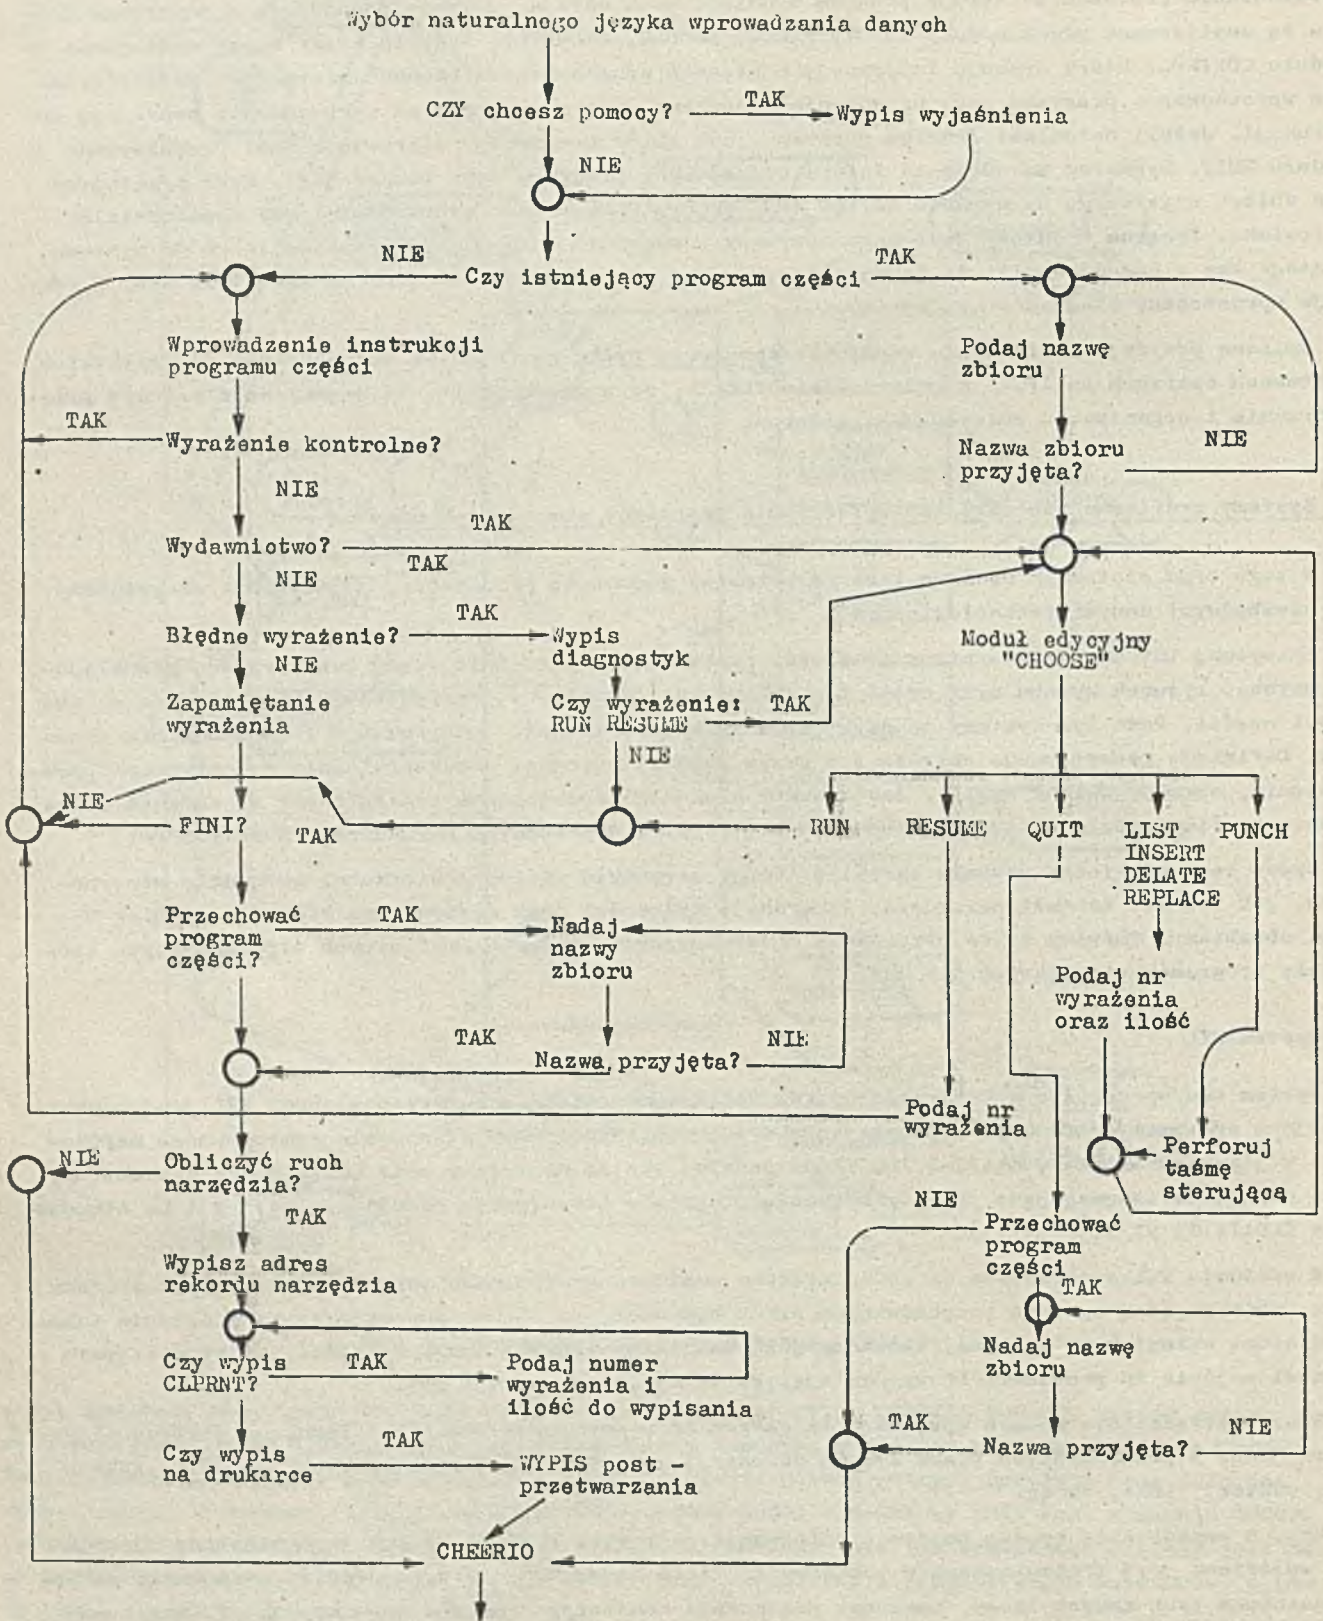 Wybór naturalnego języka wprowadzania danych
CZY chcesz pomocy?
TAK
Wypis wyjaśnienia
NIE
NIE
Czy istniejący program części
TAK
Wprowadzenie instrukcji
programu części
Podaj nazwę
zbioru
TAK
Wyrażenie kontrolne?
Nazwa zbioru
przyjęta?
NIE
NIE
TAK
Wydawnictwo?
TAK
NIE
Błędne wyrażenie?
TAK
Wypis
diagnostyk
Moduł edycyjny
"CHOOSE"
NIE
Zapamiętanie
wyrażenia
Czy wyrażenie:
RUN RESUME
TAK
NIE
NIE
FINI?
TAK
RUN
RESUME
QUIT
LIST
INSERT
DELATE
REPLACE
PUNCH
Przechować
program
części?
TAK
Nadaj
nazwy
zbioru
Podaj nr
wyrażenia
oraz ilość
TAK
Nazwa przyjęta?
NIE
Podaj nr
wyrażenia
NIE
Obliczyć ruch
narzędzia?
Perforuj
taśmę
sterującą
TAK
NIE
Przechować
program
części
TAK
Wypisz adres
rekordu narzędzia
Nadaj nazwę
zbioru
Czy wypis
CLPRNT?
TAK
Podaj numer
wyrażenia i
ilość do wypisania
TAK
Nazwa przyjęta?
NIE
Czy wypis
na drukarce
TAK
WYPIS post -
przetwarzania
CHEERIO